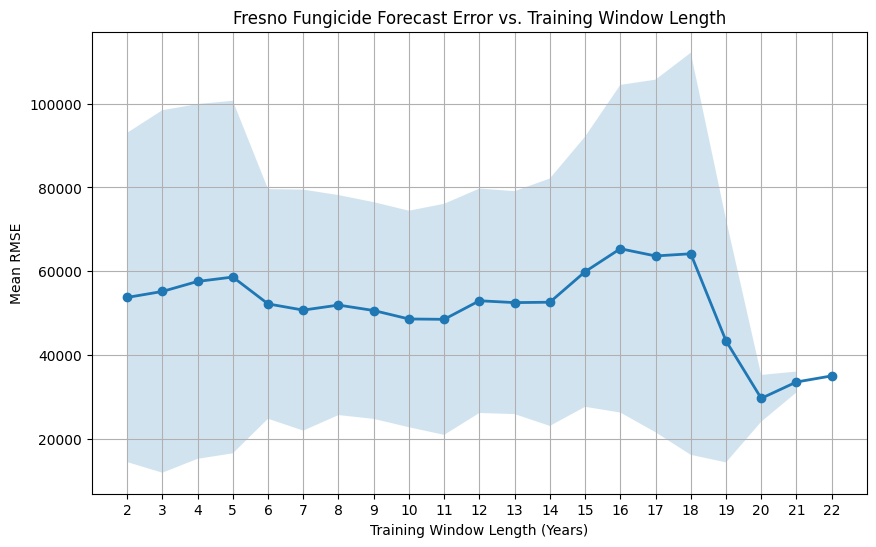 Fresno Fungicide Forecast Error vs. Training Window Length
Mean RMSE
100000
80000
60000
40000
20000
2 3 4 5 6 7 8 9 10 11 12 13 14 15 16 17 18 19 20 21 22
Training Window Length (Years)